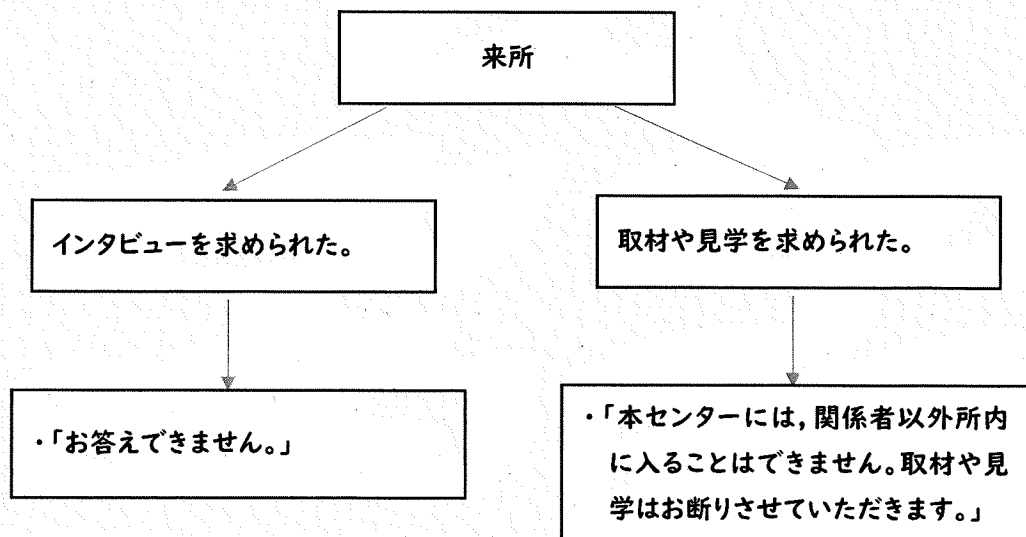 来所
インタビューを求められた。
取材や見学を求められた。
・「お答えできません。」
・「本センターには,関係者以外所内
に入ることはできません。取材や見
学はお断りさせていただきます。」